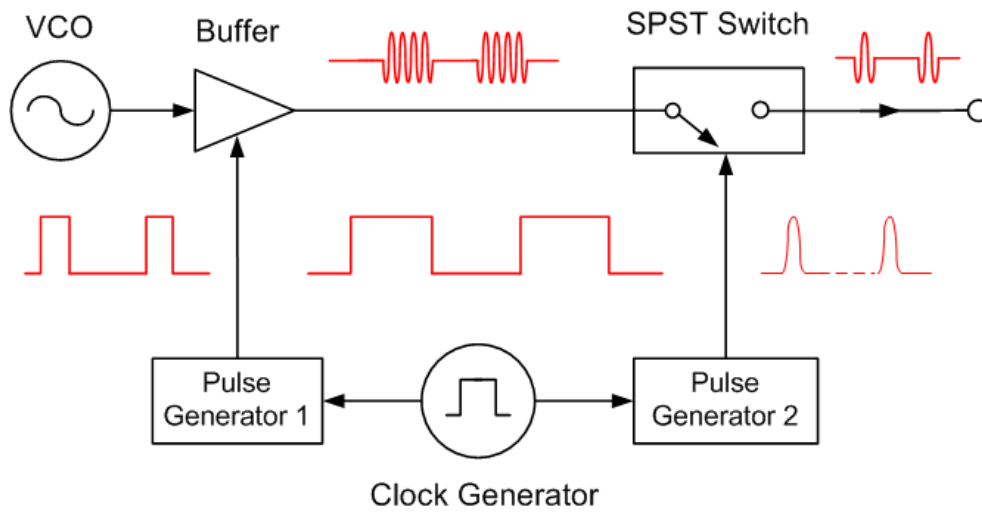 VCO
Buffer
SPST Switch
Pulse
Generator 1
Pulse
Generator 2
Clock Generator